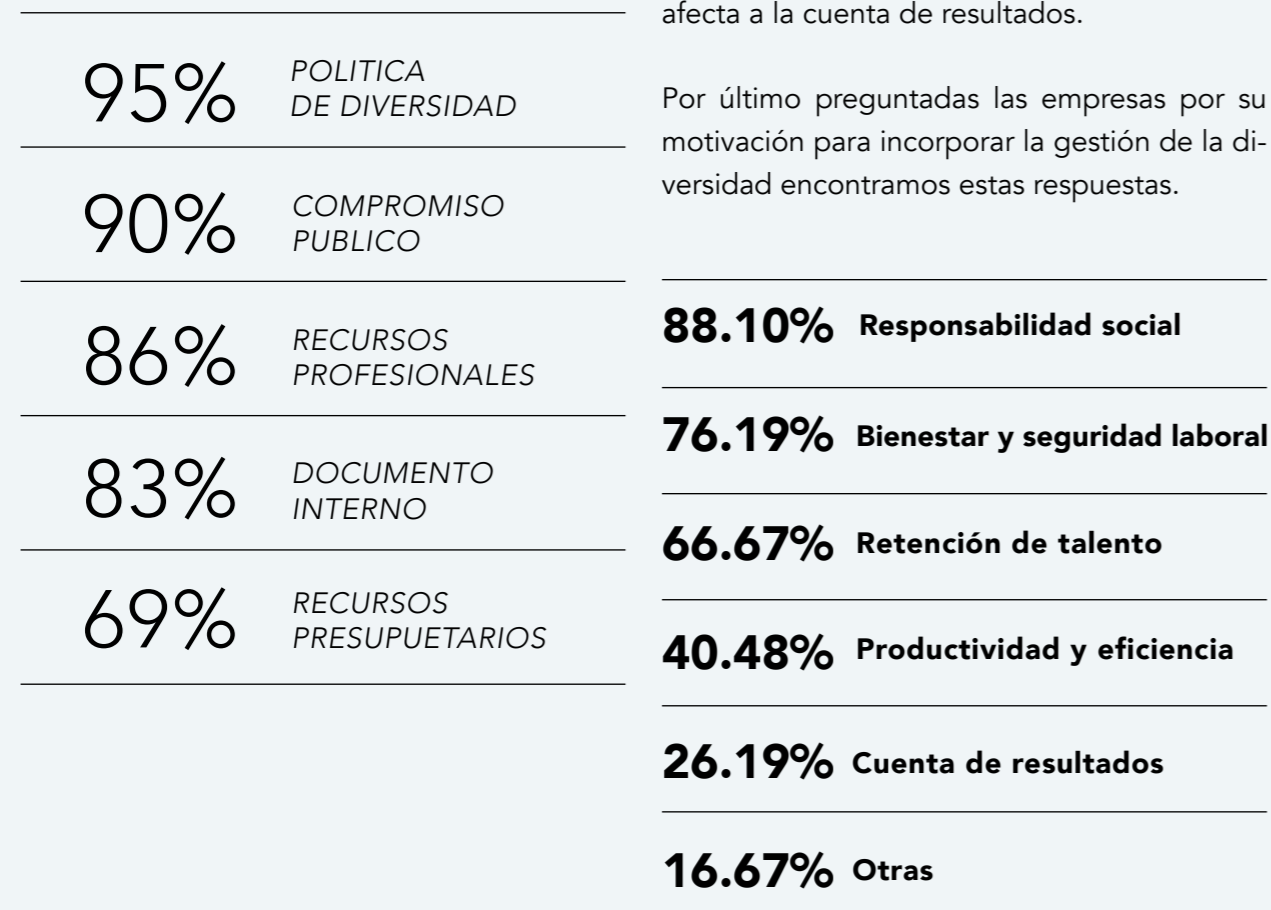 95%
POLITICA
DE DIVERSIDAD
90%
COMPROMISO
PUBLICO
86%
RECURSOS
PROFESIONALES
83%
DOCUMENTO
INTERNO
69%
RECURSOS
PRESUPUETARIOS
afecta a la cuenta de resultados.
Por último preguntadas las empresas por su
motivación para incorporar la gestión de la di-
versidad encontramos estas respuestas.
88.10% Responsabilidad social
76.19% Bienestar y seguridad laboral
66.67% Retención de talento
40.48% Productividad y eficiencia
26.19% Cuenta de resultados
16.67% Otras